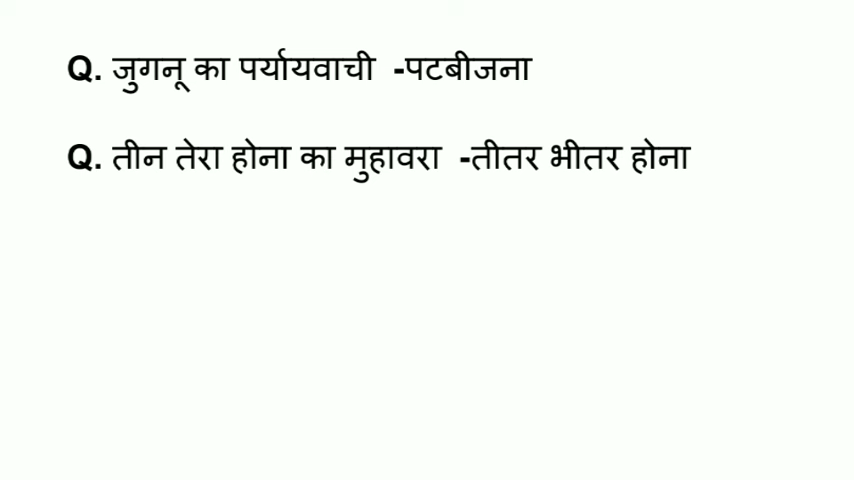 Q. जुगनू का पर्यायवाची -पटबीजना
Q. तीन तेरा होना का मुहावरा -तीतर भीतर होना